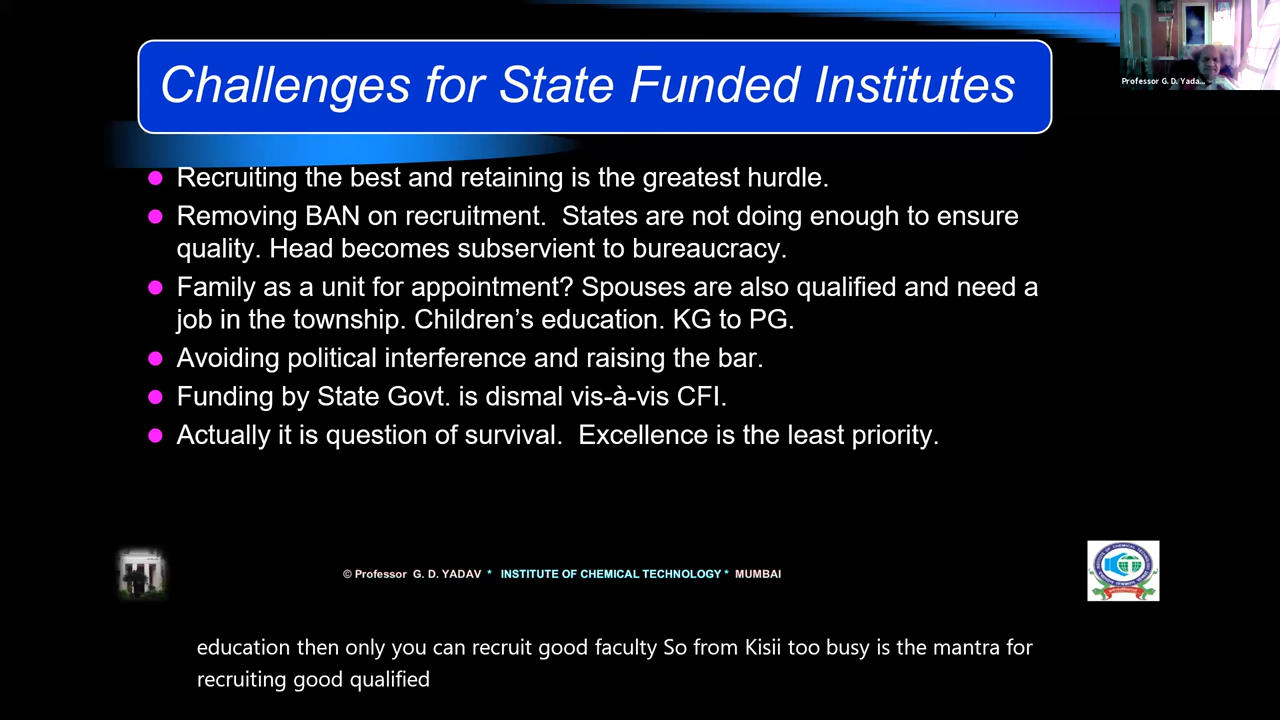 Challenges for State Funded Institutes
Professor G. D. Yada...
Recruiting the best and retaining is the greatest hurdle.
Removing BAN on recruitment.  States are not doing enough to ensure
quality. Head becomes subservient to bureaucracy.
Family as a unit for appointment? Spouses are also qualified and need a
job in the township. Children’s education. KG to PG.
Avoiding political interference and raising the bar.
Funding by State Govt. is dismal vis-à-vis CFI.
Actually it is question of survival.  Excellence is the least priority.
© Professor  G. D. YADAV  *  INSTITUTE OF CHEMICAL TECHNOLOGY *  MUMBAI
education then only you can recruit good faculty So from Kisii too busy is the mantra for
recruiting good qualified